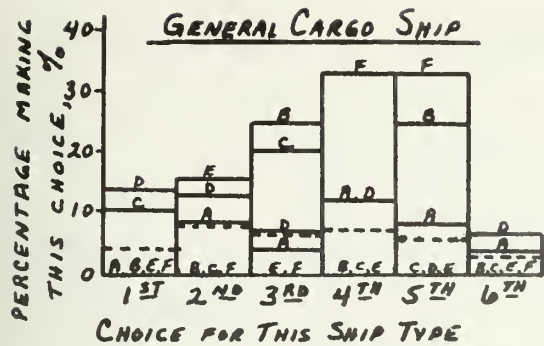 GENERAL CARGO SHIP
PERCENTAGE MAKING
THIS CHOICE, %
40
30
20
10
0
D
C
A, B, E, F
E
D
A
B, C, F
B
C
D
A
E, F
F
A, D
B, C, E
F
B
A
C, D, E
D
A
B, C, E, F
1ST 2ND 3RD 4TH 5TH 6TH
CHOICE FOR THIS SHIP TYPE